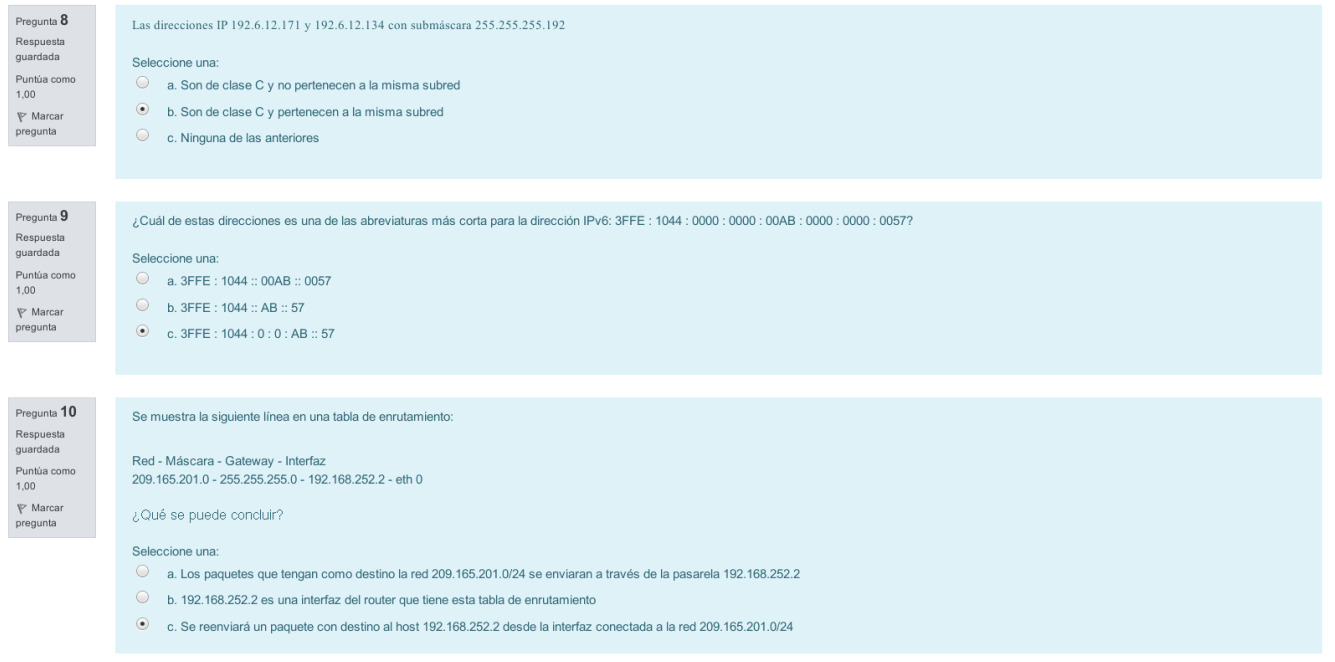 Pregunta 8
Respuesta
guardada
Puntúa como
1,00
Marcar
pregunta
Las direcciones IP 192.6.12.171 y 192.6.12.134 con submáscara 255.255.255.192
Seleccione una:
a. Son de clase C y no pertenecen a la misma subred
b. Son de clase C y pertenecen a la misma subred
c. Ninguna de las anteriores
Pregunta 9
Respuesta
guardada
Puntúa como
1,00
Marcar
pregunta
¿Cuál de estas direcciones es una de las abreviaturas más corta para la dirección IPv6: 3FFE : 1044 : 0000 : 0000 : 00AB : 0000 : 0000 : 0057?
Seleccione una:
a. 3FFE : 1044 :: 00AB :: 0057
b. 3FFE : 1044 :: AB :: 57
c. 3FFE : 1044 : 0 : 0 : AB :: 57
Pregunta 10
Respuesta
guardada
Puntúa como
1,00
Marcar
pregunta
Se muestra la siguiente línea en una tabla de enrutamiento:
Red - Máscara - Gateway - Interfaz
209.165.201.0 - 255.255.255.0 - 192.168.252.2 - eth 0
¿Qué se puede concluir?
Seleccione una:
a. Los paquetes que tengan como destino la red 209.165.201.0/24 se enviaran a través de la pasarela 192.168.252.2
b. 192.168.252.2 es una interfaz del router que tiene esta tabla de enrutamiento
c. Se reenviará un paquete con destino al host 192.168.252.2 desde la interfaz conectada a la red 209.165.201.0/24